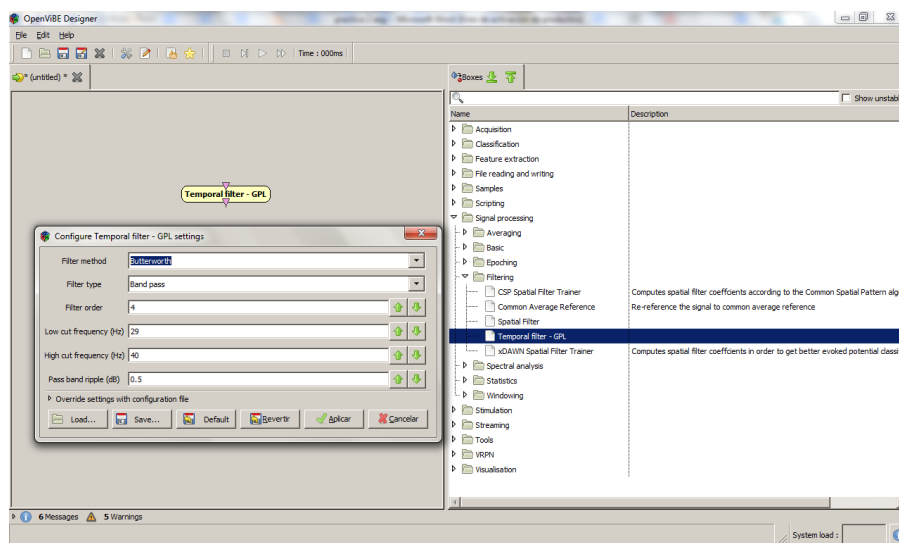 OpenViBE Designer
File Edit Help
Time : 000ms
* (untitled) *
Boxes
Show unstabl
Name Description
Acquisition
Classification
Feature extraction
File reading and writing
Samples
Scripting
Signal processing
Averaging
Basic
Epoching
Filtering
CSP Spatial Filter Trainer Computes spatial filter coeffcients according to the Common Spatial Pattern algo
Common Average Reference Re-reference the signal to common average reference
Spatial Filter
Temporal filter - GPL
xDAWN Spatial Filter Trainer Computes spatial filter coeffcients in order to get better evoked potential classi
Spectral analysis
Statistics
Windowing
Stimulation
Streaming
Tools
VRPN
Visualisation
Temporal filter - GPL
Configure Temporal filter - GPL settings
Filter method Butterworth
Filter type Band pass
Filter order 4
Low cut frequency (Hz) 29
High cut frequency (Hz) 40
Pass band ripple (dB) 0.5
Override settings with configuration file
Load... Save... Default Revertir Aplicar Cancelar
6 Messages 5 Warnings
System load :